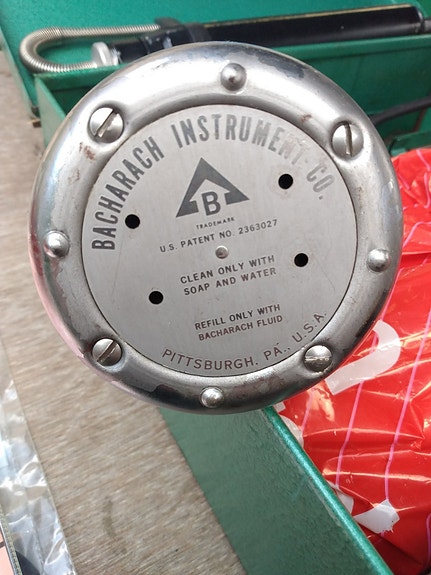 BACHARACH INSTRUMENT CO.
B
TRADEMARK
U.S. PATENT NO. 2363027
CLEAN ONLY WITH
SOAP AND WATER
REFILL ONLY WITH
BACHARACH FLUID
PITTSBURGH, PA., U.S.A.